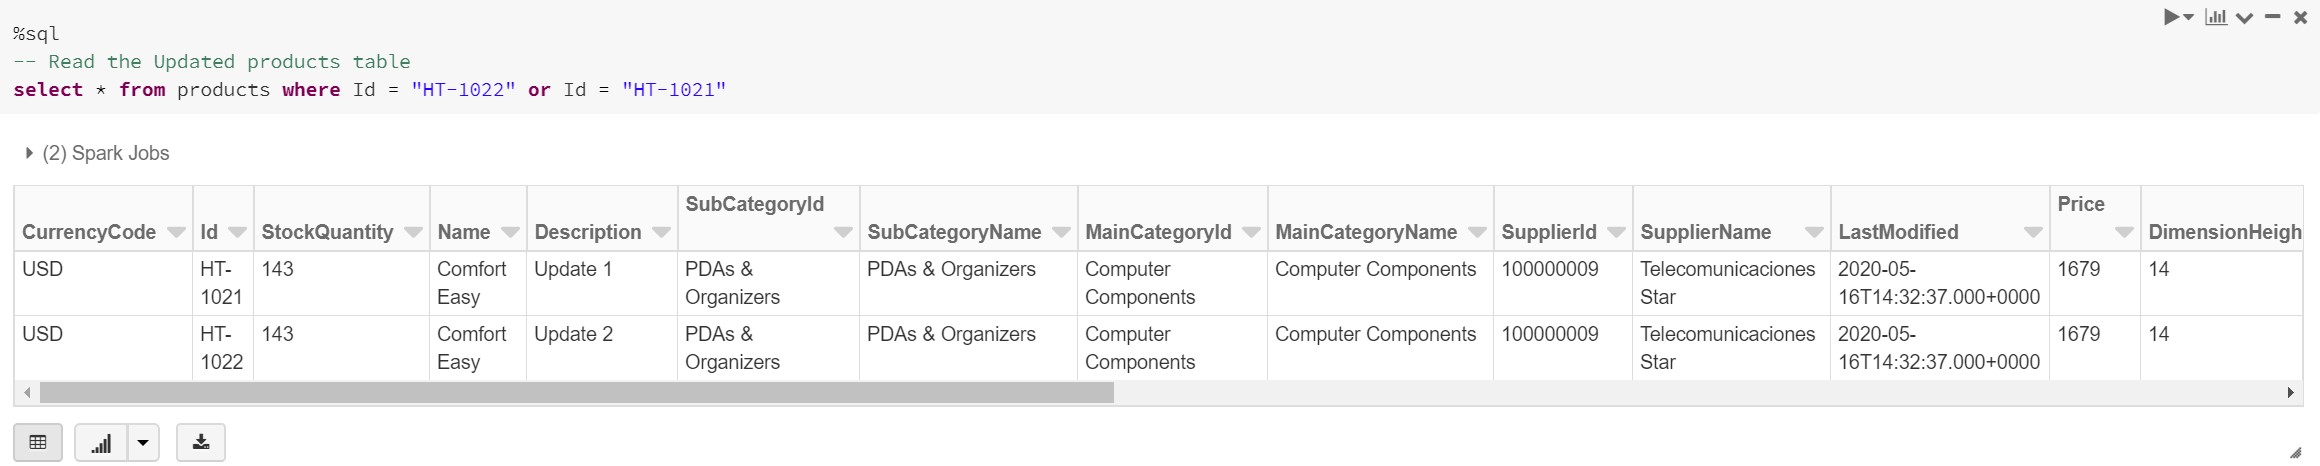 %sql
-- Read the Updated products table
select * from products where Id = "HT-1022" or Id = "HT-1021"
(2) Spark Jobs
CurrencyCode Id StockQuantity Name Description SubCategoryId SubCategoryName MainCategoryId MainCategoryName SupplierId SupplierName LastModified Price DimensionHeigh
USD HT-1021 143 Comfort Easy Update 1 PDAs & Organizers PDAs & Organizers Computer Components Computer Components 100000009 Telecomunicaciones Star 2020-05-16T14:32:37.000+0000 1679 14
USD HT-1022 143 Comfort Easy Update 2 PDAs & Organizers PDAs & Organizers Computer Components Computer Components 100000009 Telecomunicaciones Star 2020-05-16T14:32:37.000+0000 1679 14